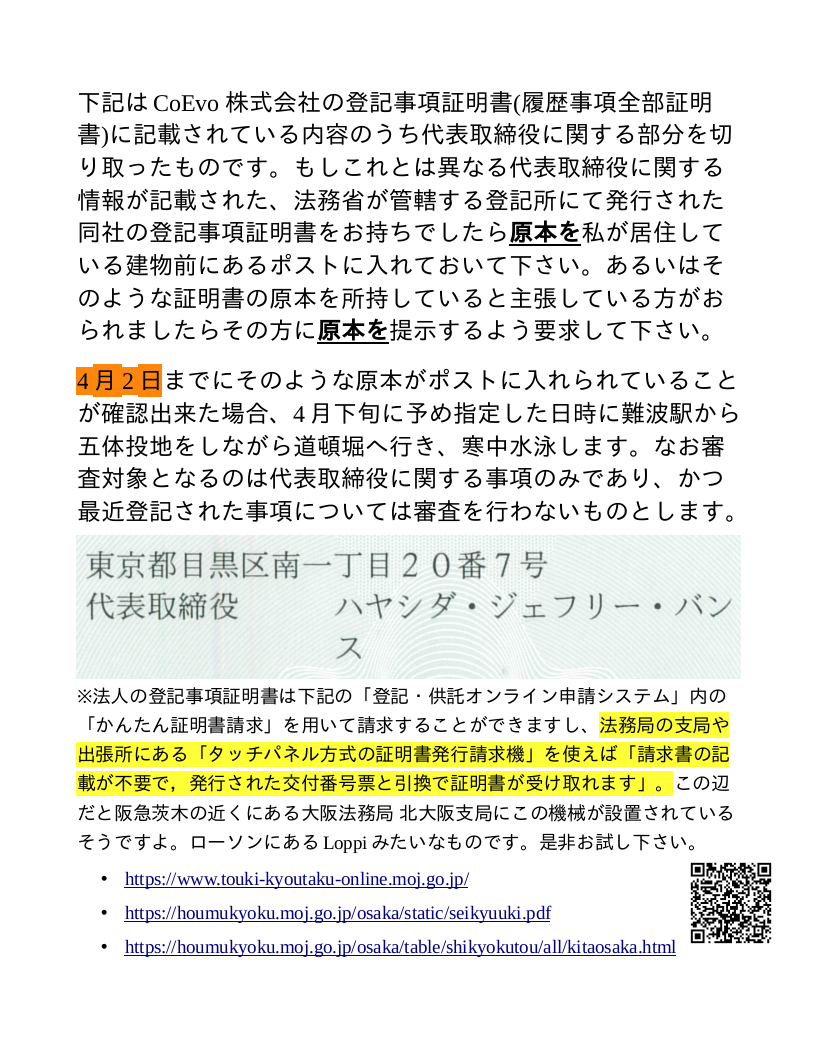 下記は CoEvo 株式会社の登記事項証明書(履歴事項全部証明
書)に記載されている内容のうち代表取締役に関する部分を切
り取ったものです。もしこれとは異なる代表取締役に関する
情報が記載された、法務省が管轄する登記所にて発行された
同社の登記事項証明書をお持ちでしたら原本を私が居住して
いる建物前にあるポストに入れておいて下さい。あるいはそ
のような証明書の原本を所持していると主張している方がお
られましたらその方に原本を提示するよう要求して下さい。
4月2日までにそのような原本がポストに入れられていること
が確認出来た場合、4月下旬に予め指定した日時に難波駅から
五体投地をしながら道頓堀へ行き、寒中水泳します。なお審
査対象となるのは代表取締役に関する事項のみであり、かつ
最近登記された事項については審査を行わないものとします。
東京都目黒区南一丁目20番7号
代表取締役 ハヤシダ・ジェフリー・バン
ス
※法人の登記事項証明書は下記の「登記・供託オンライン申請システム」内の
「かんたん証明書請求」を用いて請求することができますし、法務局の支局や
出張所にある「タッチパネル方式の証明書発行請求機」を使えば「請求書の記
載が不要で，発行された交付番号票と引換で証明書が受け取れます」。この辺
だと阪急茨木の近くにある大阪法務局 北大阪支局にこの機械が設置されている
そうですよ。ローソンにある Loppi みたいなものです。是非お試し下さい。
• https://www.touki-kyoutaku-online.moj.go.jp/
• https://houmukyoku.moj.go.jp/osaka/static/seikyuuki.pdf
• https://houmukyoku.moj.go.jp/osaka/table/shikyokutou/all/kitaosaka.html